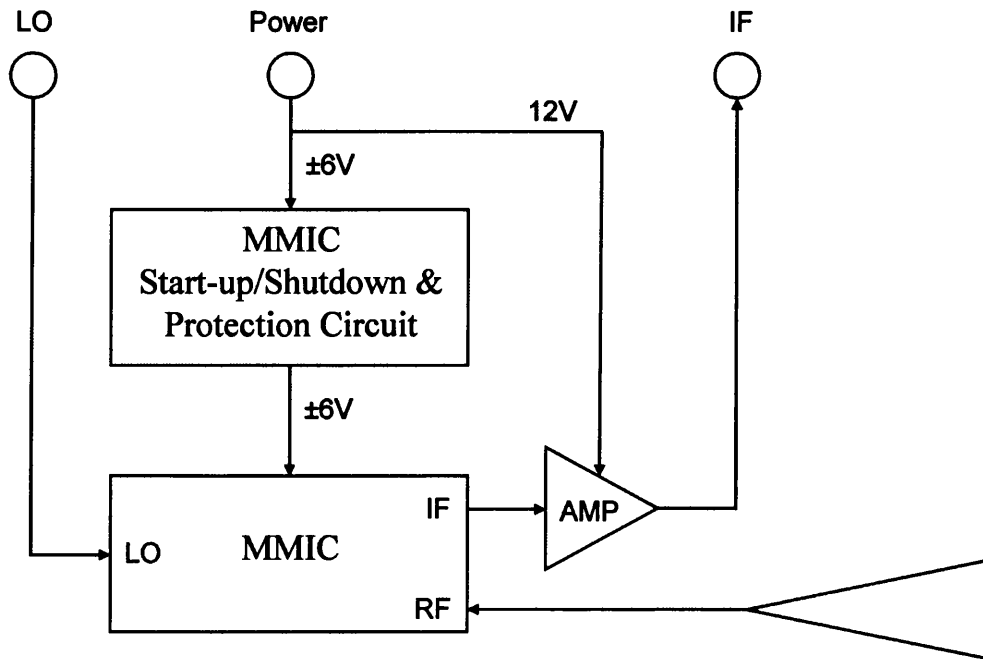 LO
Power
IF
12V
±6V
MMIC
Start-up/Shutdown &
Protection Circuit
±6V
IF
AMP
LO
MMIC
RF